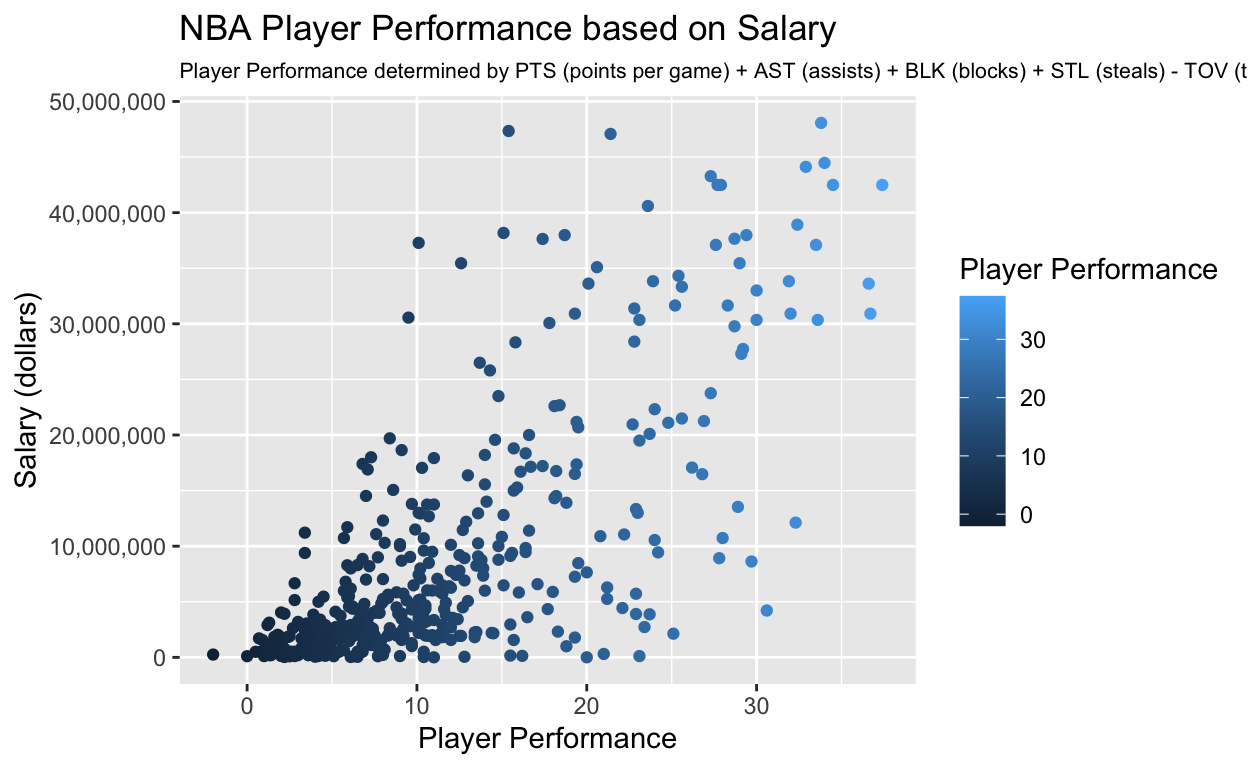 NBA Player Performance based on Salary
Player Performance determined by PTS (points per game) + AST (assists) + BLK (blocks) + STL (steals) - TOV (t
50,000,000
40,000,000
30,000,000
20,000,000
10,000,000
0
Salary (dollars)
0 10 20 30
Player Performance
Player Performance
30
20
10
0